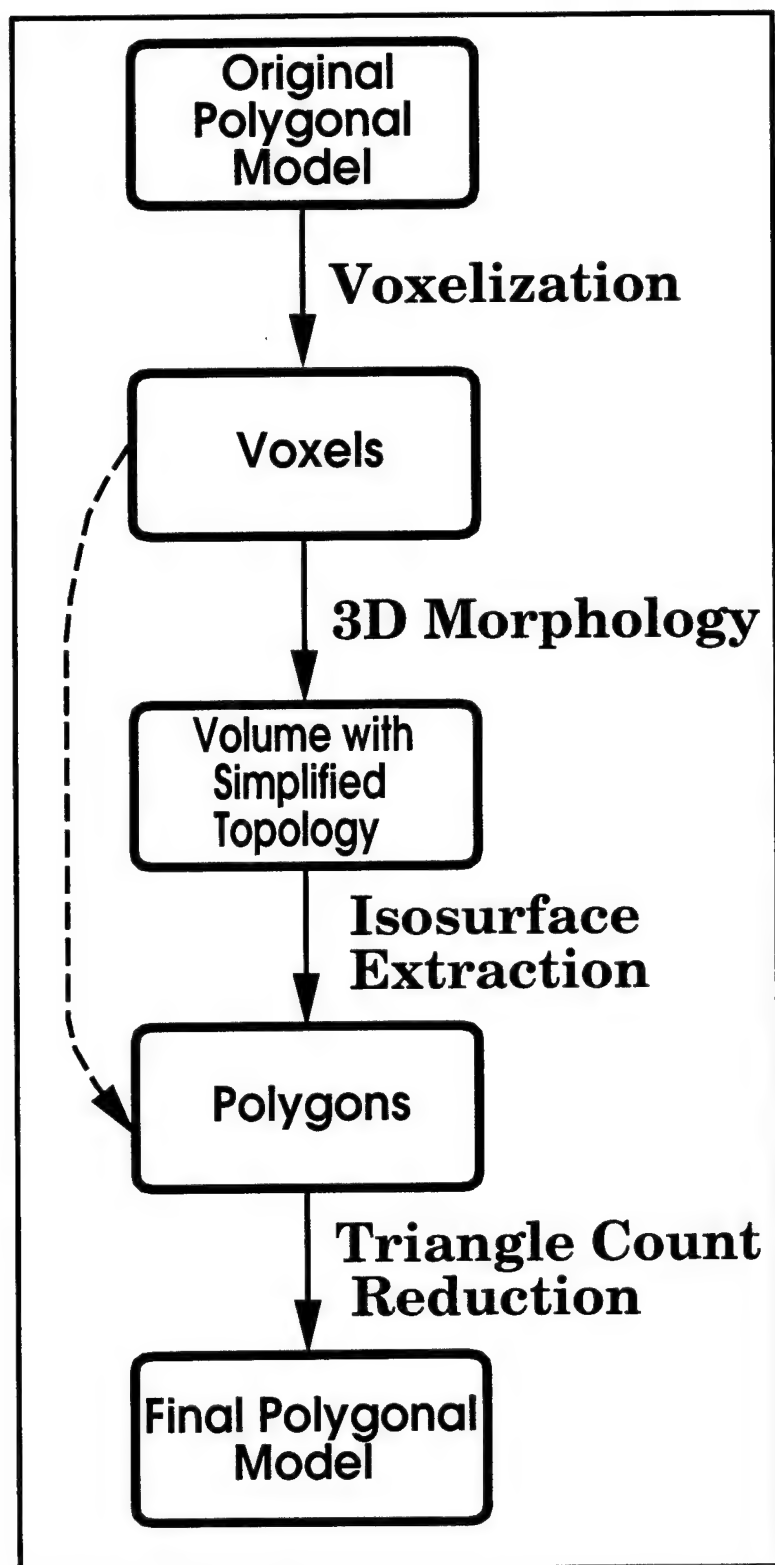 Original
Polygonal
Model
Voxelization
Voxels
3D Morphology
Volume with
Simplified
Topology
Isosurface
Extraction
Polygons
Triangle Count
Reduction
Final Polygonal
Model